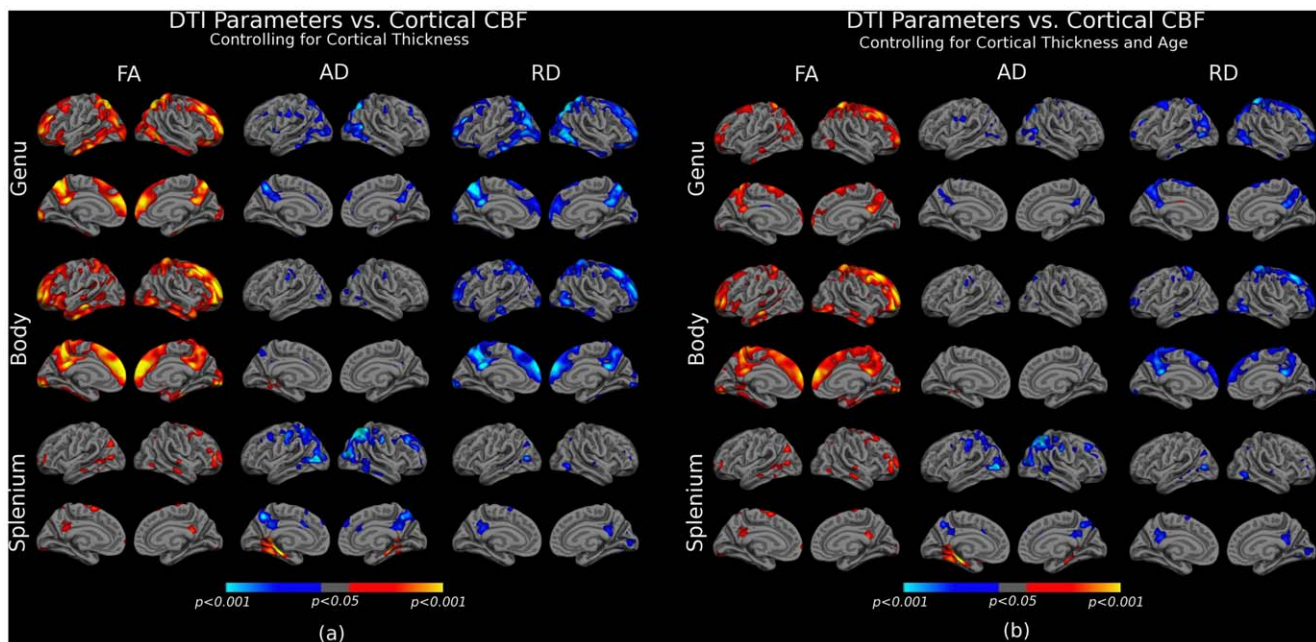 DTI Parameters vs. Cortical CBF
Controlling for Cortical Thickness
FA AD RD
Genu
Body
Splenium
p<0.001 p<0.05 p<0.001
(a)
DTI Parameters vs. Cortical CBF
Controlling for Cortical Thickness and Age
FA AD RD
Genu
Body
Splenium
p<0.001 p<0.05 p<0.001
(b)